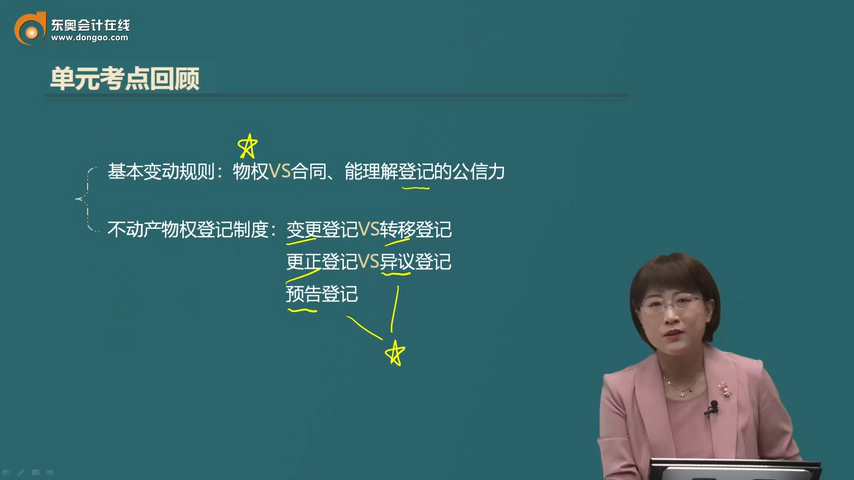 东奥会计在线
www.dongao.com
单元考点回顾
基本变动规则：物权VS合同、能理解登记的公信力
不动产物权登记制度：变更登记VS转移登记
更正登记VS异议登记
预告登记